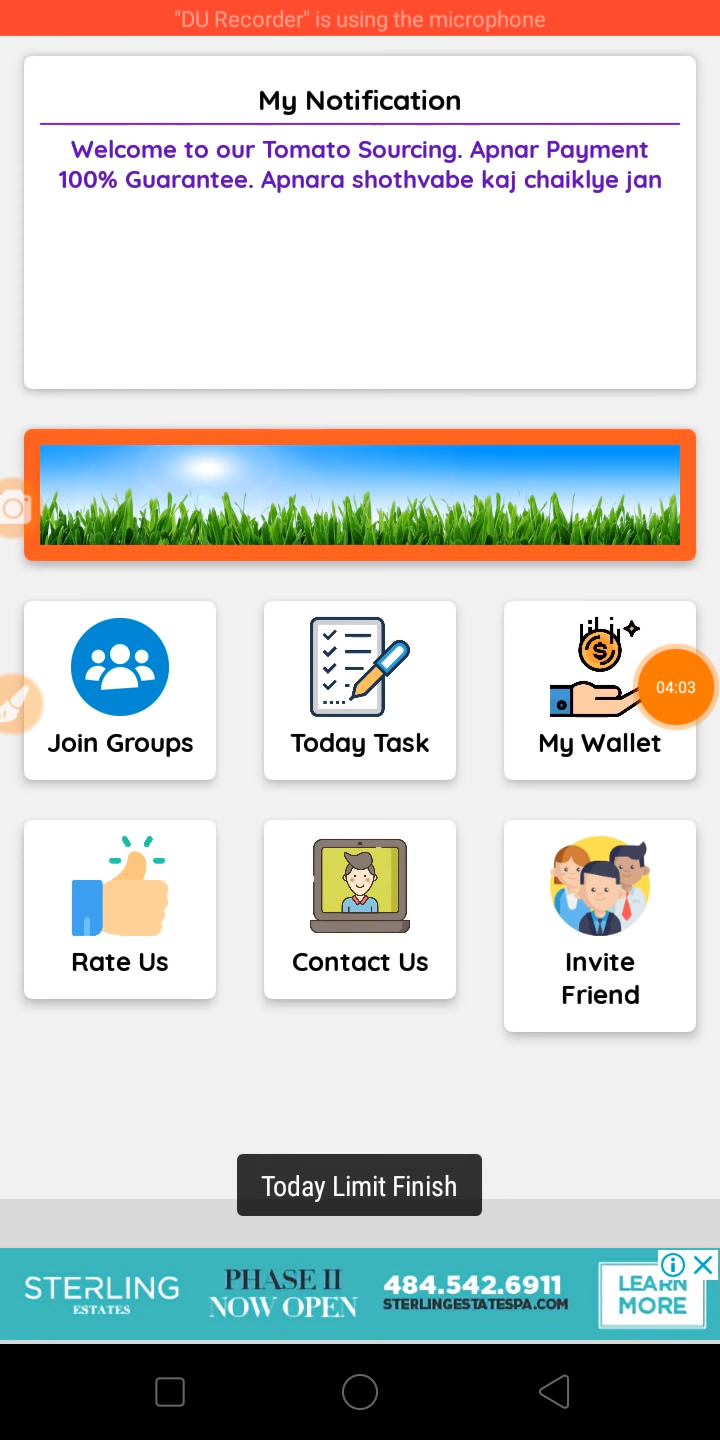 "DU Recorder" is using the microphone
My Notification
Welcome to our Tomato Sourcing. Apnar Payment
100% Guarantee. Apnara shothvabe kaj chaiklye jan
Join Groups
Today Task
My Wallet
04:03
Rate Us
Contact Us
Invite
Friend
Today Limit Finish
STERLING
ESTATES
PHASE II
NOW OPEN
484.542.6911
STERLINGESTATESPA.COM
LEARN
MORE